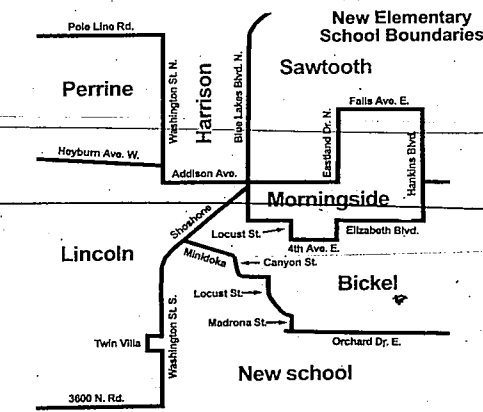 New Elementary
School Boundaries
Pole Line Rd.
Sawtooth
Perrine
Washington St. N.
Harrison
Blue Lakes Blvd. N.
Falls Ave. E.
Eastland Dr. N.
Hankins Blvd.
Heyburn Ave. W.
Addison Ave.
Morningside
Shoshone
Locust St.
Elizabeth Blvd.
4th Ave. E.
Lincoln
Minidoka
Canyon St.
Bickel
Locust St.
Madrona St.
Washington St. S.
Twin Villa
Orchard Dr. E.
New school
3600 N. Rd.